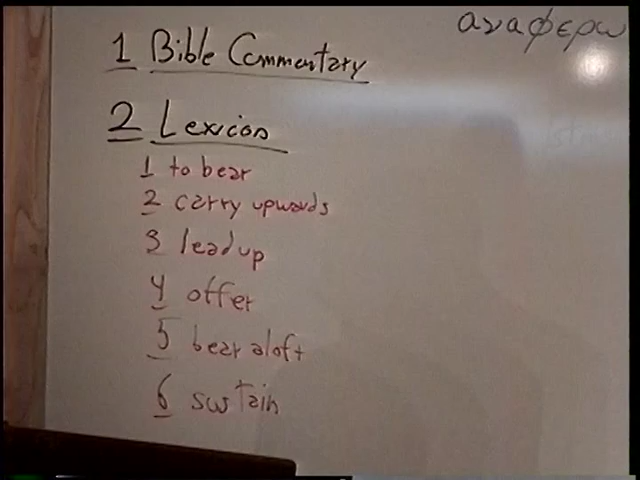 αναφερω
1 Bible Commentary
2 Lexicon
1 to bear
2 carry upwards
3 lead up
4 offer
5 bear aloft
6 sustain